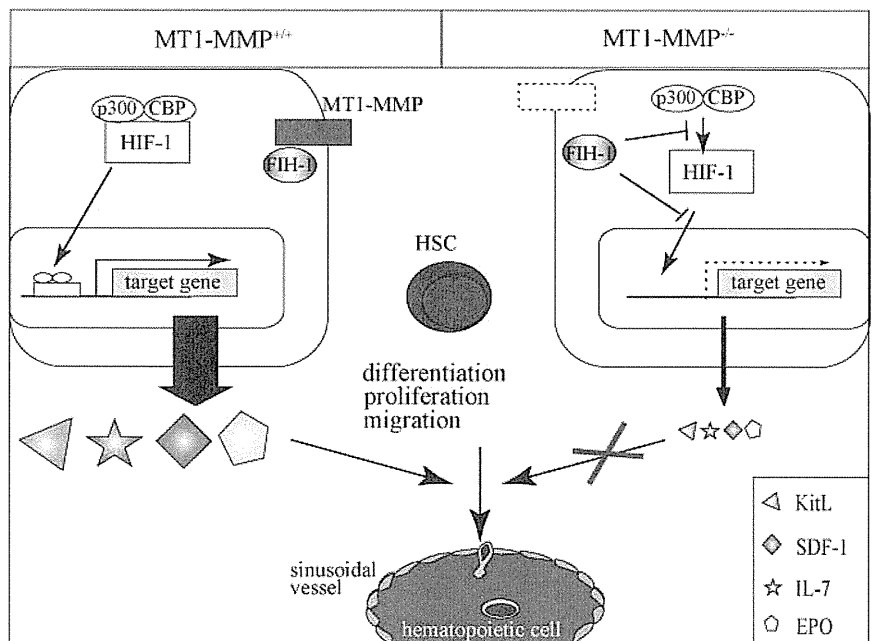 MT1-MMP+/+
MT1-MMP-/-
p300 CBP
HIF-1
MT1-MMP
FIH-1
target gene
p300 CBP
FIH-1
HIF-1
target gene
HSC
differentiation
proliferation
migration
sinusoidal
vessel
hematopoietic cell
KitL
SDF-1
IL-7
EPO